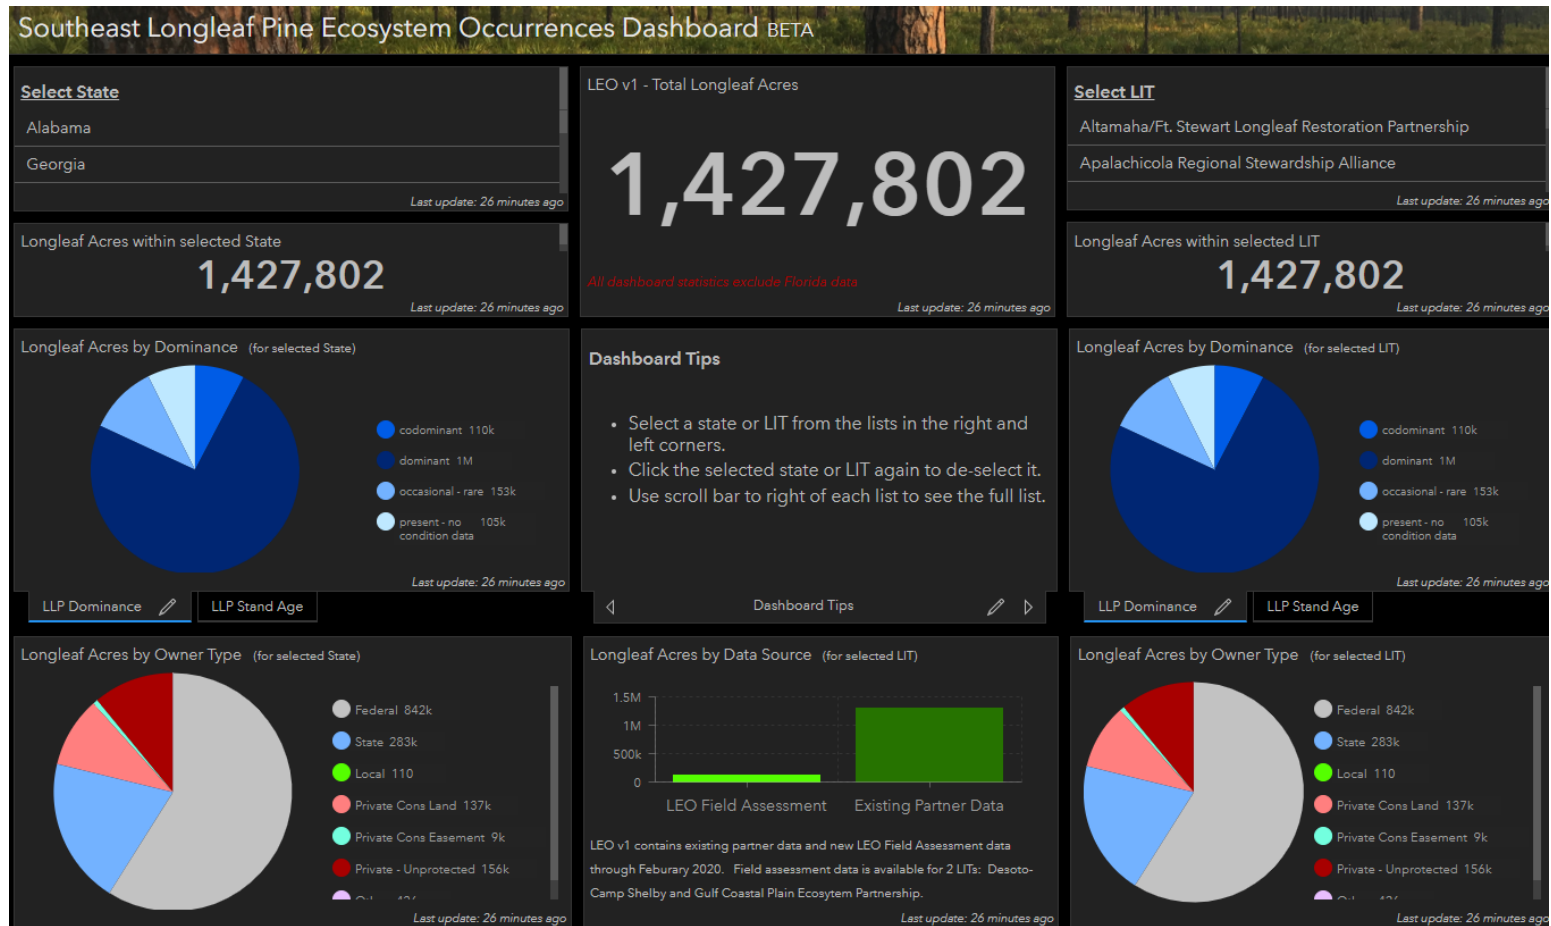 Southeast Longleaf Pine Ecosystem Occurrences Dashboard BETA
Select State
Alabama
Georgia
Last update: 26 minutes ago
Longleaf Acres within selected State
1,427,802
Last update: 26 minutes ago
LEO v1 - Total Longleaf Acres
1,427,802
All dashboard statistics exclude Florida data
Last update: 26 minutes ago
Select LIT
Altamaha/Ft. Stewart Longleaf Restoration Partnership
Apalachicola Regional Stewardship Alliance
Last update: 26 minutes ago
Longleaf Acres within selected LIT
1,427,802
Last update: 26 minutes ago
Longleaf Acres by Dominance (for selected State)
codominant 110k
dominant 1M
occasional - rare 153k
present - no 105k
condition data
Last update: 26 minutes ago
LLP Dominance
LLP Stand Age
Dashboard Tips
• Select a state or LIT from the lists in the right and
left corners.
• Click the selected state or LIT again to de-select it.
• Use scroll bar to right of each list to see the full list.
Dashboard Tips
Longleaf Acres by Dominance (for selected LIT)
codominant 110k
dominant 1M
occasional - rare 153k
present - no 105k
condition data
Last update: 26 minutes ago
LLP Dominance
LLP Stand Age
Longleaf Acres by Owner Type (for selected State)
Federal 842k
State 283k
Local 110
Private Cons Land 137k
Private Cons Easement 9k
Private - Unprotected 156k
Last update: 26 minutes ago
Longleaf Acres by Data Source (for selected LIT)
1.5M
1M
500k
0
LEO Field Assessment Existing Partner Data
LEO v1 contains existing partner data and new LEO Field Assessment data
through Feburary 2020. Field assessment data is available for 2 LITs: Desoto-
Camp Shelby and Gulf Coastal Plain Ecosytem Partnership.
Last update: 26 minutes ago
Longleaf Acres by Owner Type (for selected LIT)
Federal 842k
State 283k
Local 110
Private Cons Land 137k
Private Cons Easement 9k
Private - Unprotected 156k
Last update: 26 minutes ago